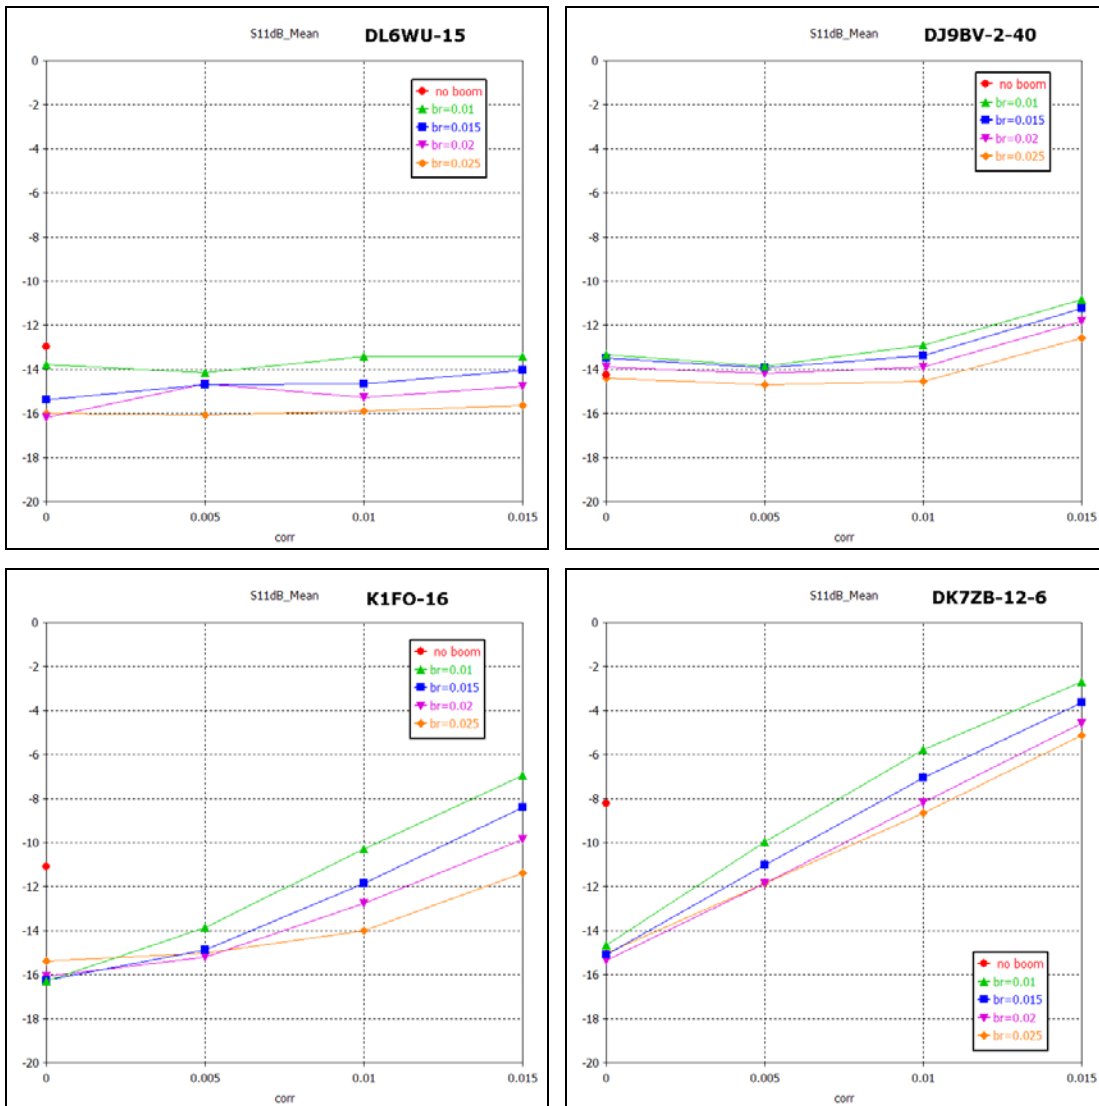 S11dB_Mean DL6WU-15
no boom
br=0.01
br=0.015
br=0.02
br=0.025
0
-2
-4
-6
-8
-10
-12
-14
-16
-18
-20
0 0.005 0.01 0.015
corr
S11dB_Mean DJ9BV-2-40
no boom
br=0.01
br=0.015
br=0.02
br=0.025
0
-2
-4
-6
-8
-10
-12
-14
-16
-18
-20
0 0.005 0.01 0.015
corr
S11dB_Mean K1FO-16
no boom
br=0.01
br=0.015
br=0.02
br=0.025
0
-2
-4
-6
-8
-10
-12
-14
-16
-18
-20
0 0.005 0.01 0.015
corr
S11dB_Mean DK7ZB-12-6
0
-2
-4
-6
-8
-10
-12
-14
-16
-18
-20
no boom
br=0.01
br=0.015
br=0.02
br=0.025
0 0.005 0.01 0.015
corr